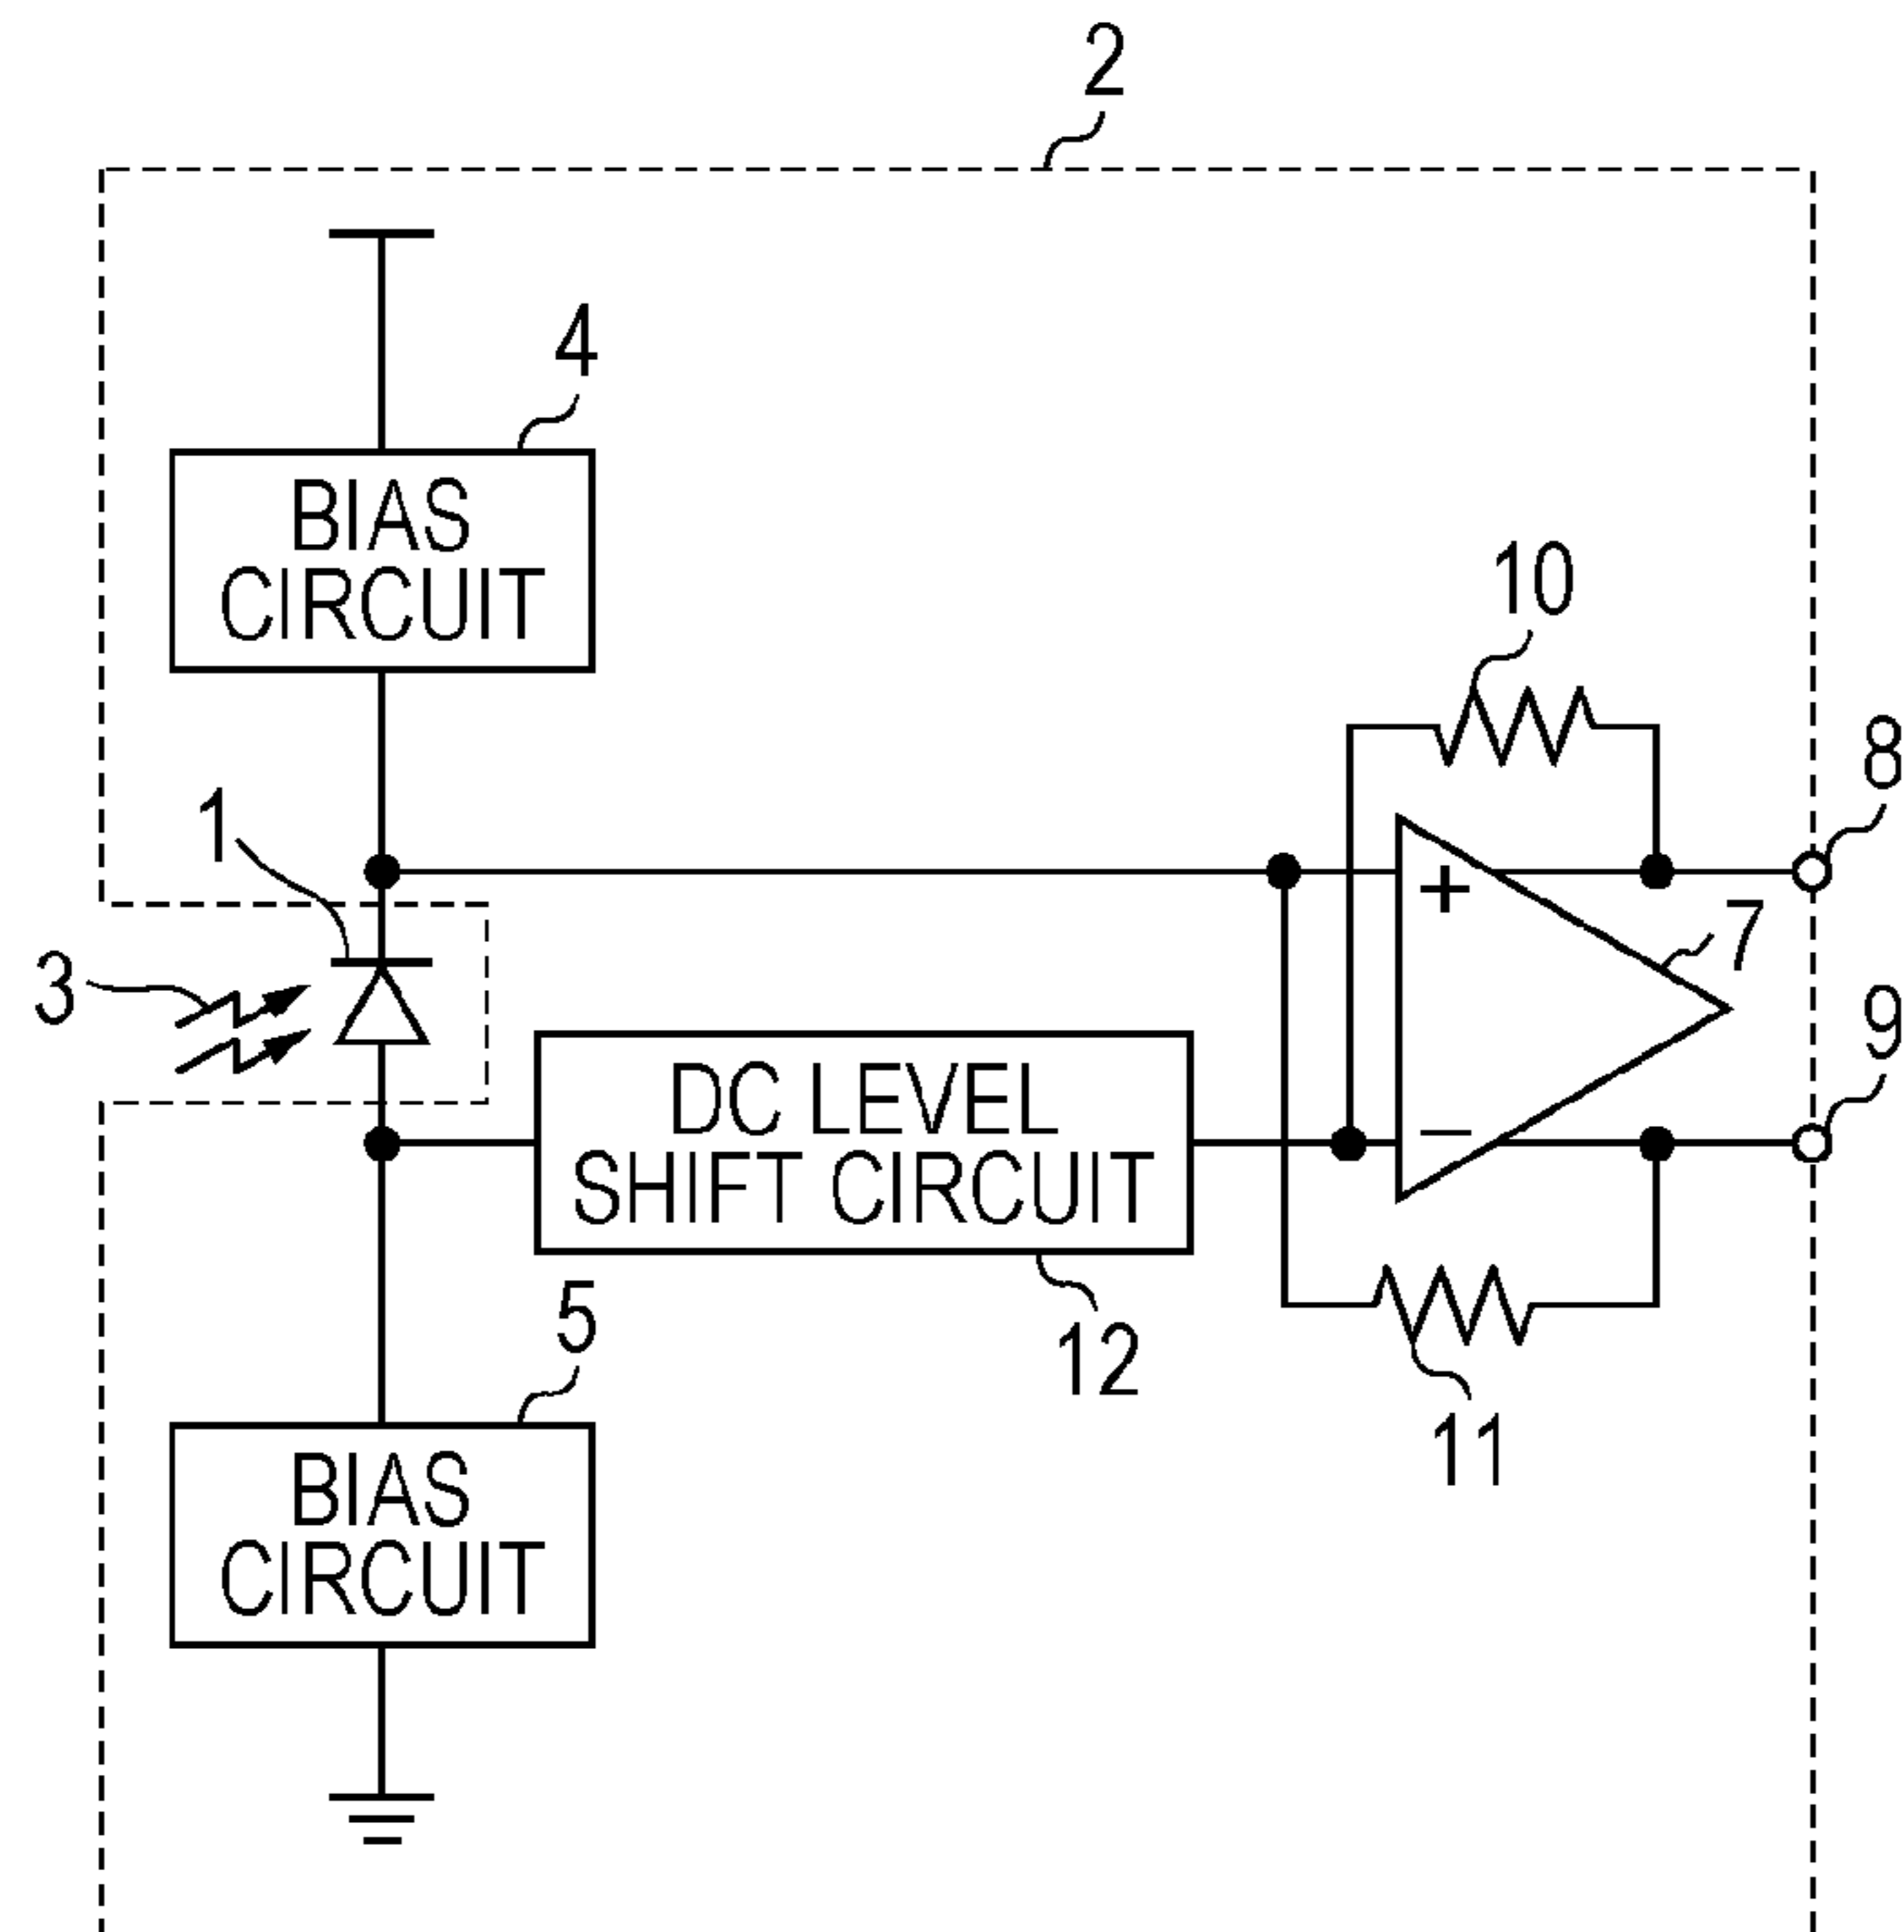 2
4
BIAS
CIRCUIT
10
8
1
+
7
3
9
DC LEVEL
SHIFT CIRCUIT
−
5
12
11
BIAS
CIRCUIT